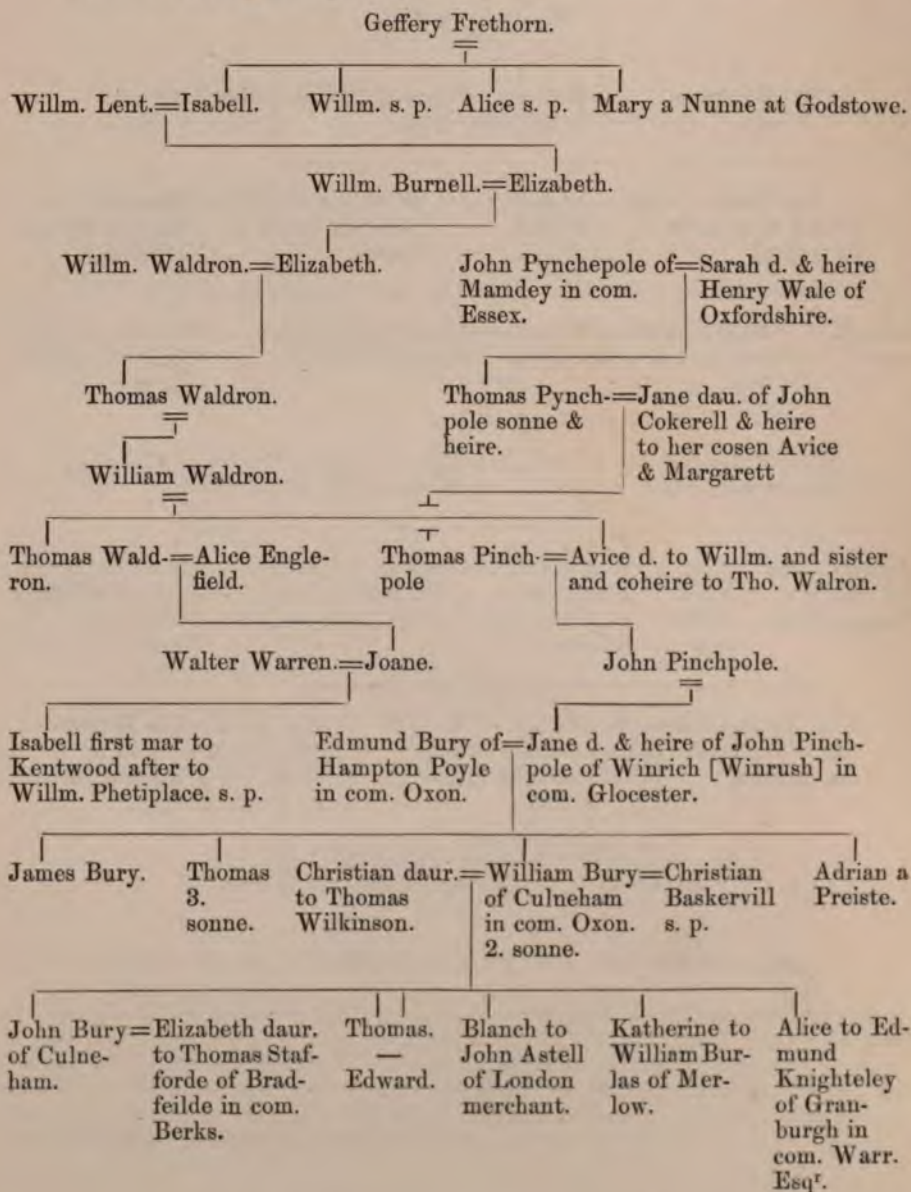 Geffery Frethorn.
Willm. Lent.=Isabell. Willm. s. p. Alice s. p. Mary a Nunne at Godstowe.
Willm. Burnell.=Elizabeth.
Willm. Waldron.=Elizabeth.
John Pynchepole of=Sarah d. & heire
Mamdey in com. Henry Wale of
Essex. Oxfordshire.
Thomas Waldron.
Thomas Pynch-=Jane dau. of John
pole sonne & Cokerell & heire
heire. to her cosen Avice
& Margarett
William Waldron.
Thomas Wald-=Alice Engle-
ron. field.
Thomas Pinch-=Avice d. to Willm. and sister
pole and coheire to Tho. Walron.
Walter Warren.=Joane.
John Pinchpole.
Isabell first mar to
Kentwood after to
Willm. Phetiplace. s. p.
Edmund Bury of=Jane d. & heire of John Pinch-
Hampton Poyle pole of Winrich [Winrush] in
in com. Oxon. com. Glocester.
James Bury.
Thomas
3.
sonne.
Christian daur.=William Bury=Christian
to Thomas of Culneham Baskervill
Wilkinson. in com. Oxon. s. p.
2. sonne.
Adrian a
Preiste.
John Bury=Elizabeth daur.
of Culne- to Thomas Staf-
ham. forde of Brad-
feilde in com.
Berks.
Thomas.
—
Edward.
Blanch to
John Astell
of London
merchant.
Katherine to
William Bur-
las of Mer-
low.
Alice to Ed-
mund
Knighteley
of Gran-
burgh in
com. Warr.
Esqr.